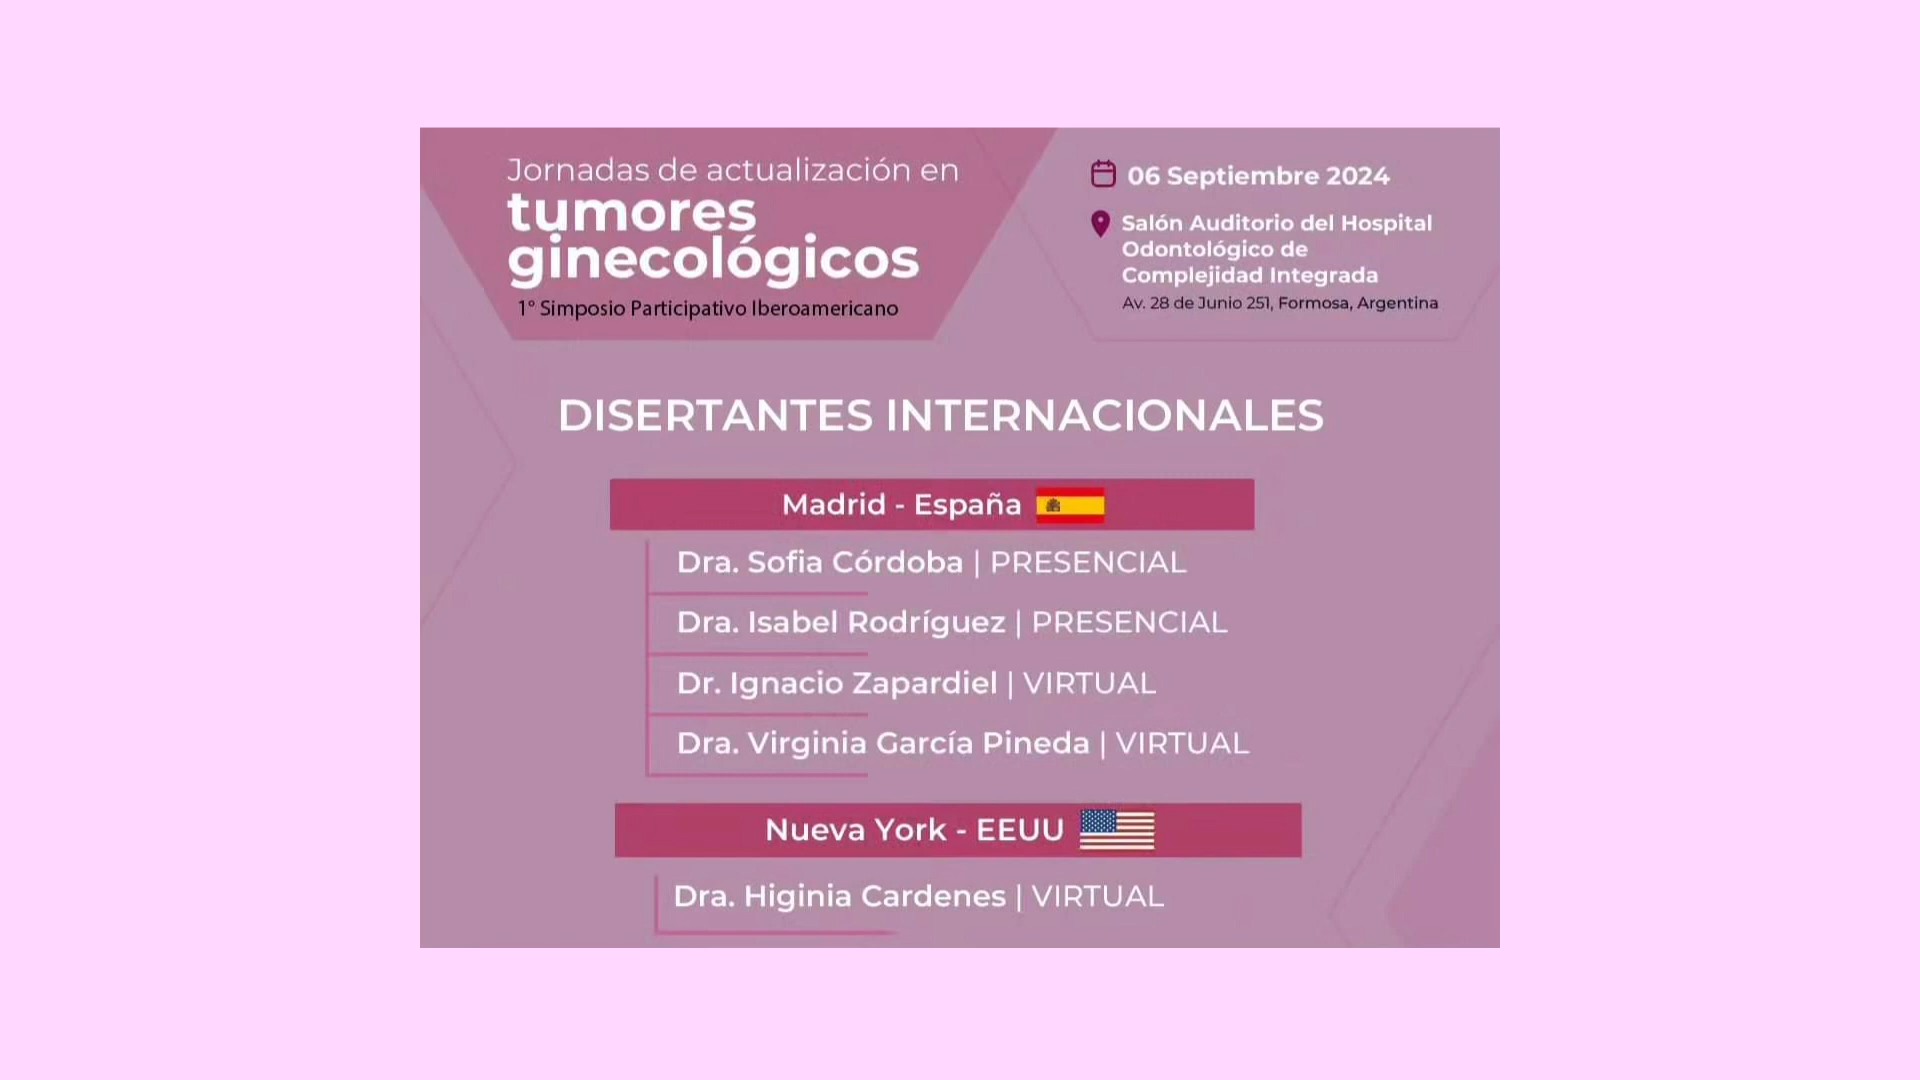 Jornadas de actualización en
tumores
ginecológicos
1° Simposio Participativo Iberoamericano
06 Septiembre 2024
Salón Auditorio del Hospital
Odontológico de
Complejidad Integrada
Av. 28 de Junio 251, Formosa, Argentina
DISERTANTES INTERNACIONALES
Madrid - España
Dra. Sofia Córdoba | PRESENCIAL
Dra. Isabel Rodríguez | PRESENCIAL
Dr. Ignacio Zapardiel | VIRTUAL
Dra. Virginia García Pineda | VIRTUAL
Nueva York - EEUU
Dra. Higinia Cardenes | VIRTUAL